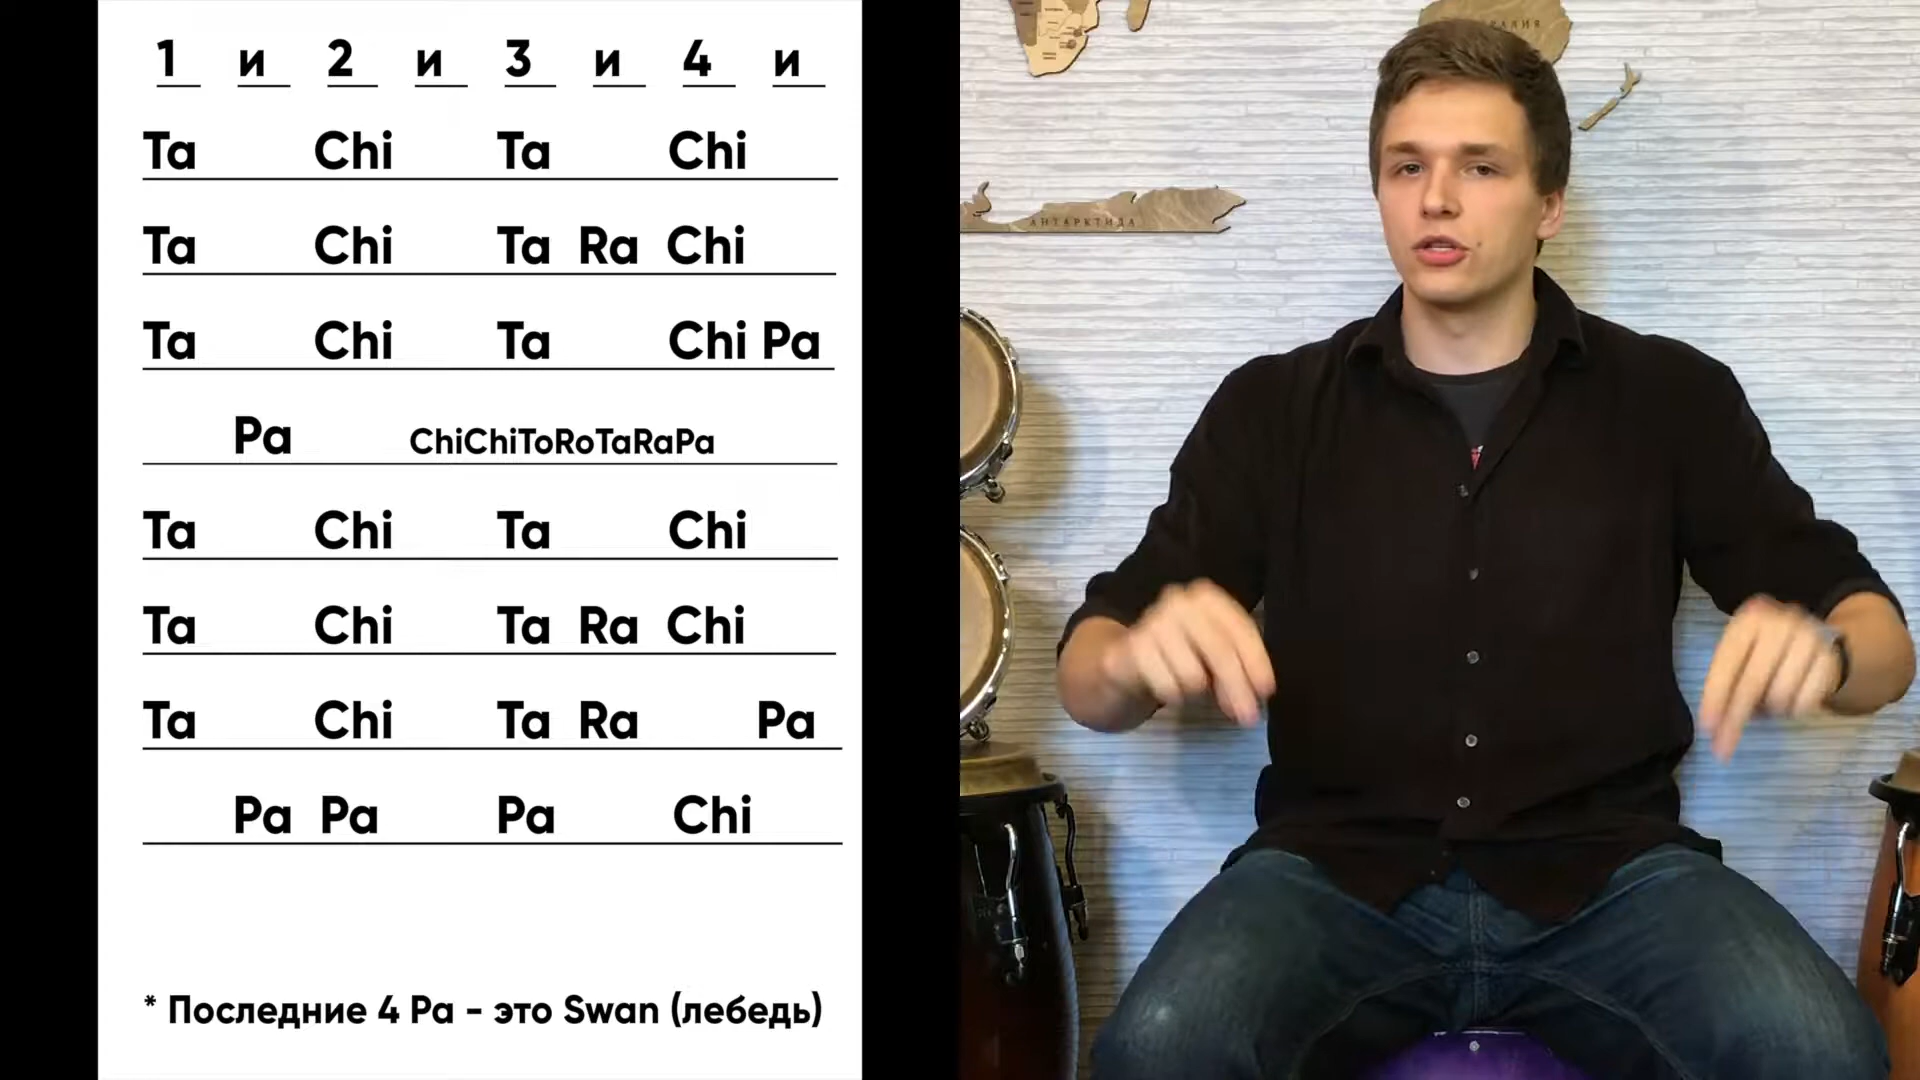 1 и 2 и 3 и 4 и
Ta Chi Ta Chi
Ta Chi Ta Ra Chi
Ta Chi Ta Chi Pa
Pa ChiChiToRoTaRaPa
Ta Chi Ta Chi
Ta Chi Ta Ra Chi
Ta Chi Ta Ra Pa
Pa Pa Pa Chi
* Последние 4 Pa - это Swan (лебедь)
АНТАРКТИДА